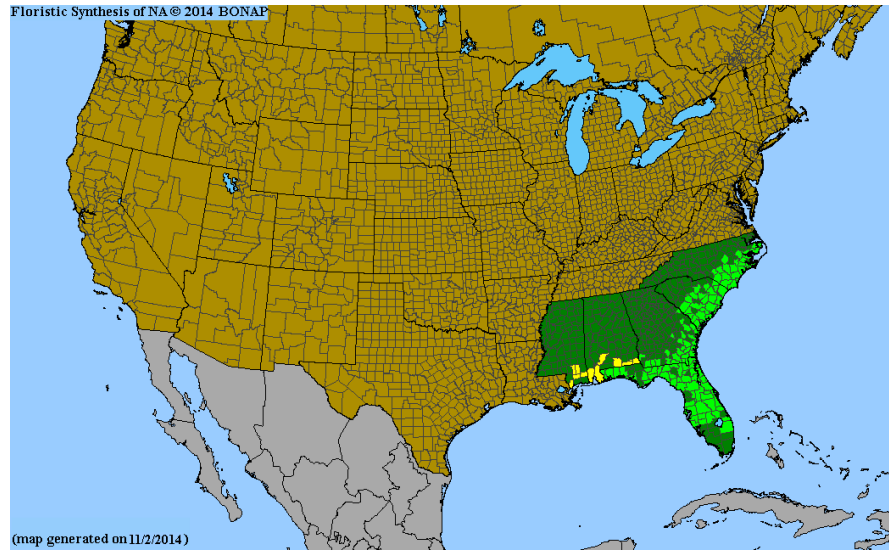 Floristic Synthesis of NA © 2014 BONAP
(map generated on 11/2/2014)